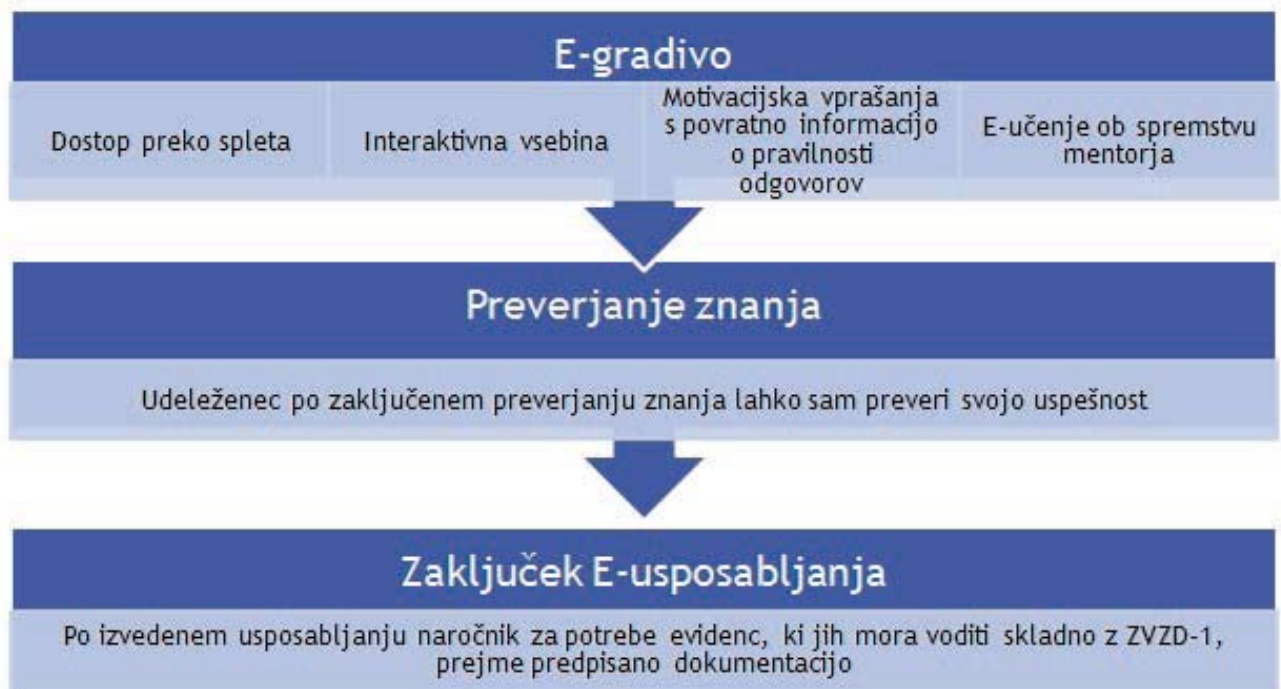 E-gradivo
Dostop preko spleta
Interaktivna vsebina
Motivacijska vprašanja
s povratno informacijo
o pravilnosti
odgovorov
E-učenje ob spremstvu
mentorja
Preverjanje znanja
Udeleženec po zaključenem preverjanju znanja lahko sam preveri svojo uspešnost
Zaključek E-usposabljanja
Po izvedenem usposabljanju naročnik za potrebe evidenc, ki jih mora voditi skladno z ZVZD-1,
prejme predpisano dokumentacijo